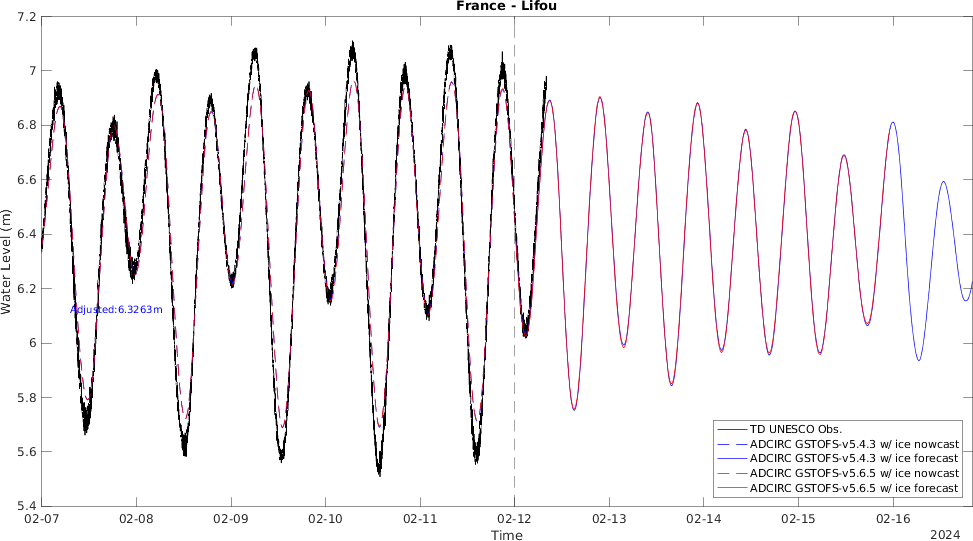 France - Lifou
7.2
7
6.8
6.6
6.4
6.2
6
5.8
5.6
5.4
Water Level (m)
Adjusted:6.3263m
TD UNESCO Obs.
ADCIRC GSTOFS-v5.4.3 w/ ice nowcast
ADCIRC GSTOFS-v5.4.3 w/ ice forecast
ADCIRC GSTOFS-v5.6.5 w/ ice nowcast
ADCIRC GSTOFS-v5.6.5 w/ ice forecast
02-07 02-08 02-09 02-10 02-11 02-12 02-13 02-14 02-15 02-16
Time
2024